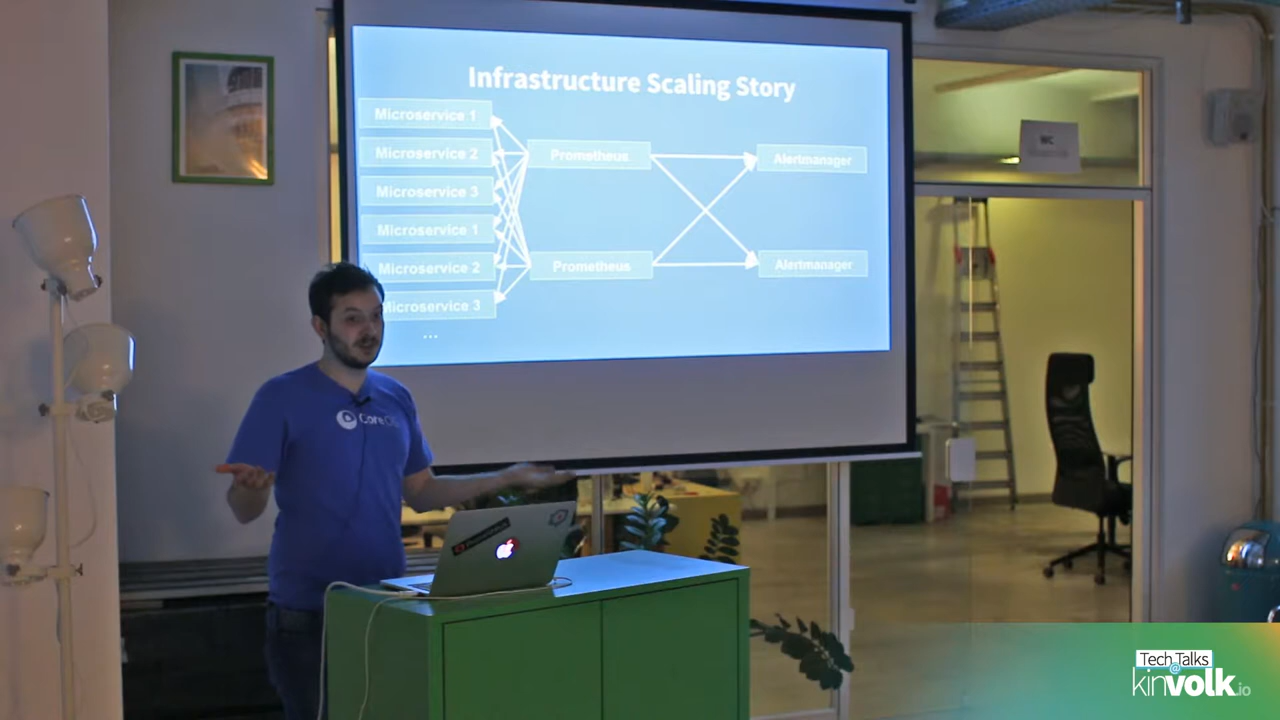 Infrastructure Scaling Story
Microservice 1
Microservice 2
Microservice 3
Microservice 1
Microservice 2
Microservice 3
...
Prometheus
Prometheus
Alertmanager
Alertmanager
WC
CoreOS
Tech Talks
@
kinvolk.io